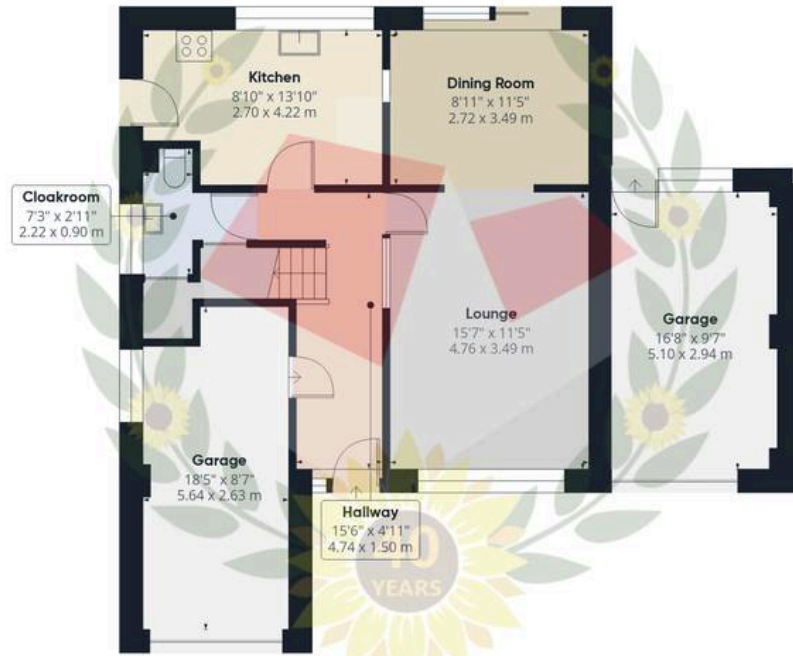 Kitchen
8'10" x 13'10"
2.70 x 4.22 m
Dining Room
8'11" x 11'5"
2.72 x 3.49 m
Cloakroom
7'3" x 2'11"
2.22 x 0.90 m
Lounge
15'7" x 11'5"
4.76 x 3.49 m
Garage
16'8" x 9'7"
5.10 x 2.94 m
Garage
18'5" x 8'7"
5.64 x 2.63 m
Hallway
15'6" x 4'11"
4.74 x 1.50 m
40
YEARS